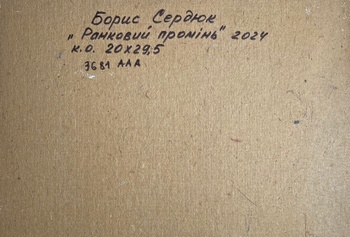 Борис Сердюк
„Ранковий промінь" 2024
к.о. 20х29,5
3681 ААА